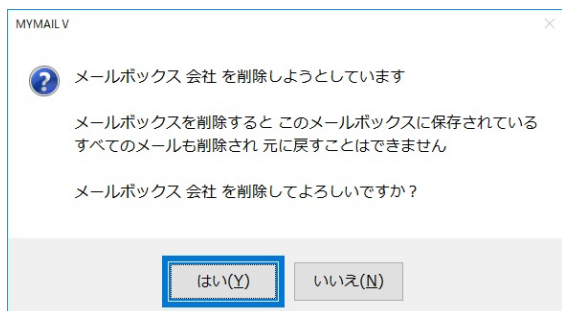 MYMAIL V
メールボックス 会社 を削除しようとしています
メールボックスを削除すると このメールボックスに保存されている
すべてのメールも削除され 元に戻すことはできません
メールボックス 会社 を削除してよろしいですか？
はい(Y) いいえ(N)